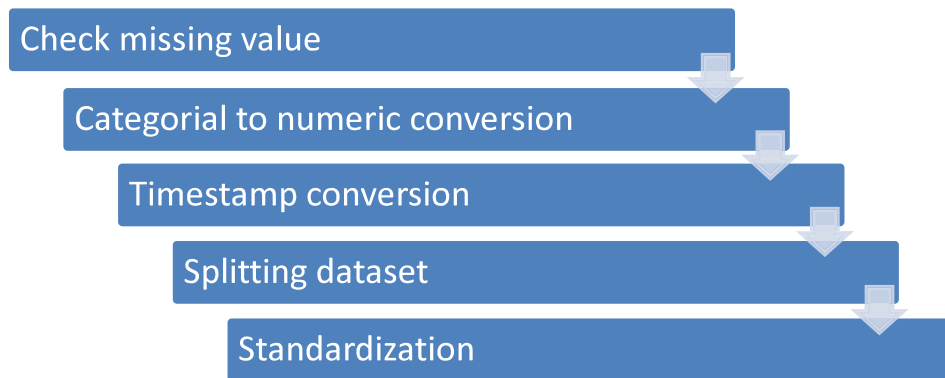 Check missing value
Categorial to numeric conversion
Timestamp conversion
Splitting dataset
Standardization